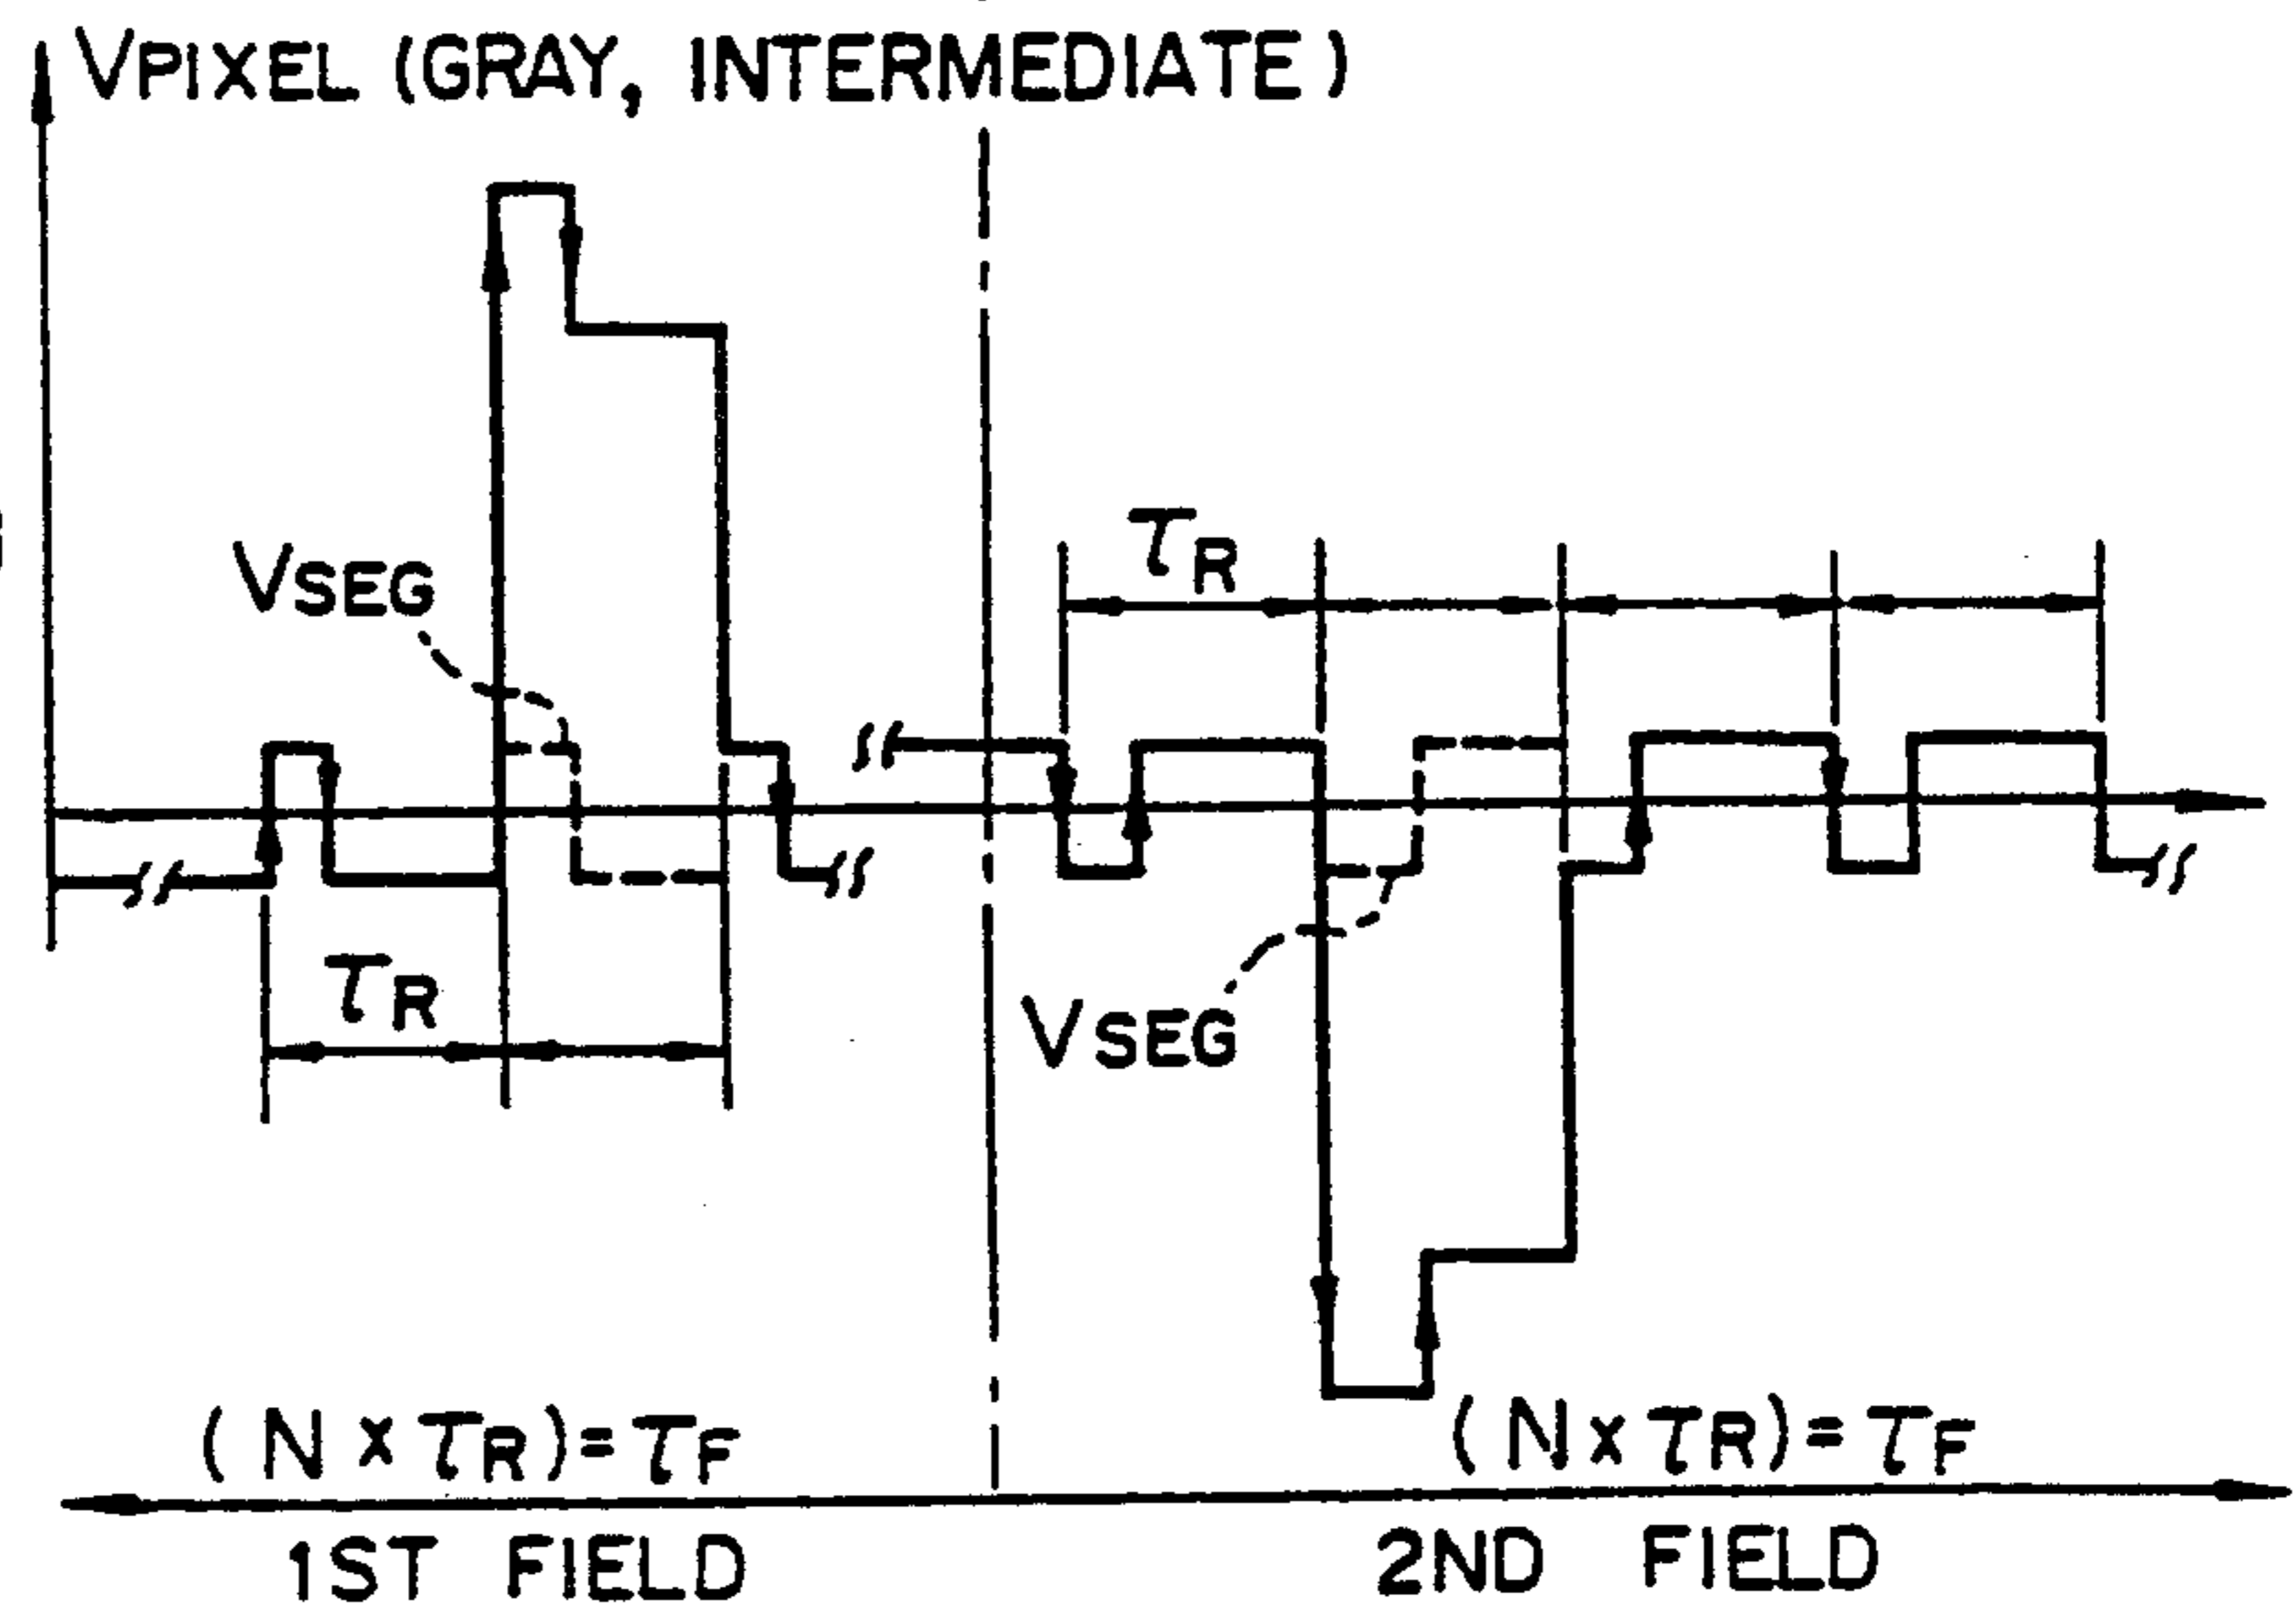 VPIXEL (GRAY, INTERMEDIATE)
τR
VSEG
τR
VSEG
(N×τR)=τF
(N×τR)=τF
1ST FIELD
2ND FIELD